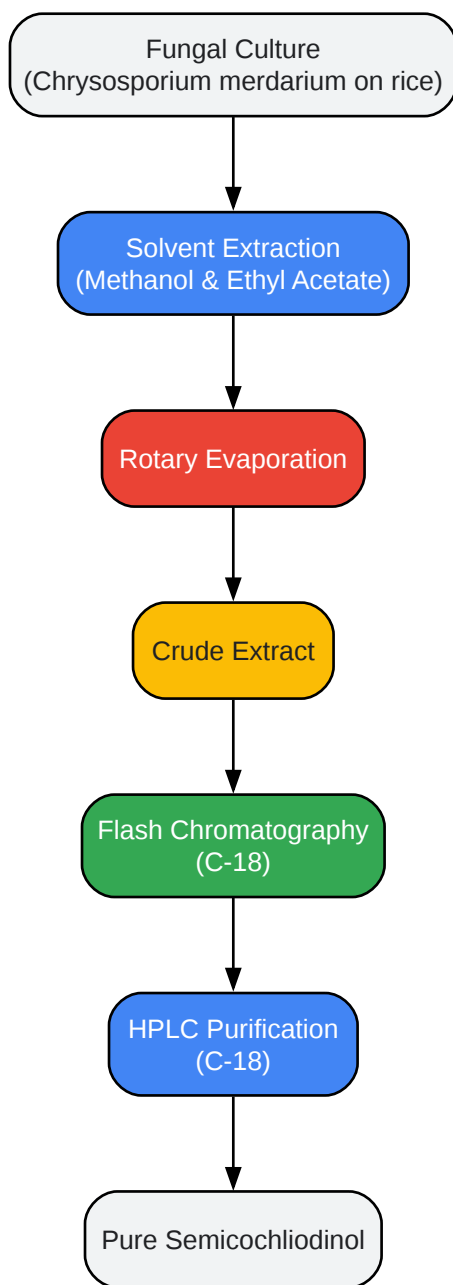 Fungal Culture
(Chrysosporium merdarium on rice)
Solvent Extraction
(Methanol & Ethyl Acetate)
Rotary Evaporation
Crude Extract
Flash Chromatography
(C-18)
HPLC Purification
(C-18)
Pure Semicochliodinol